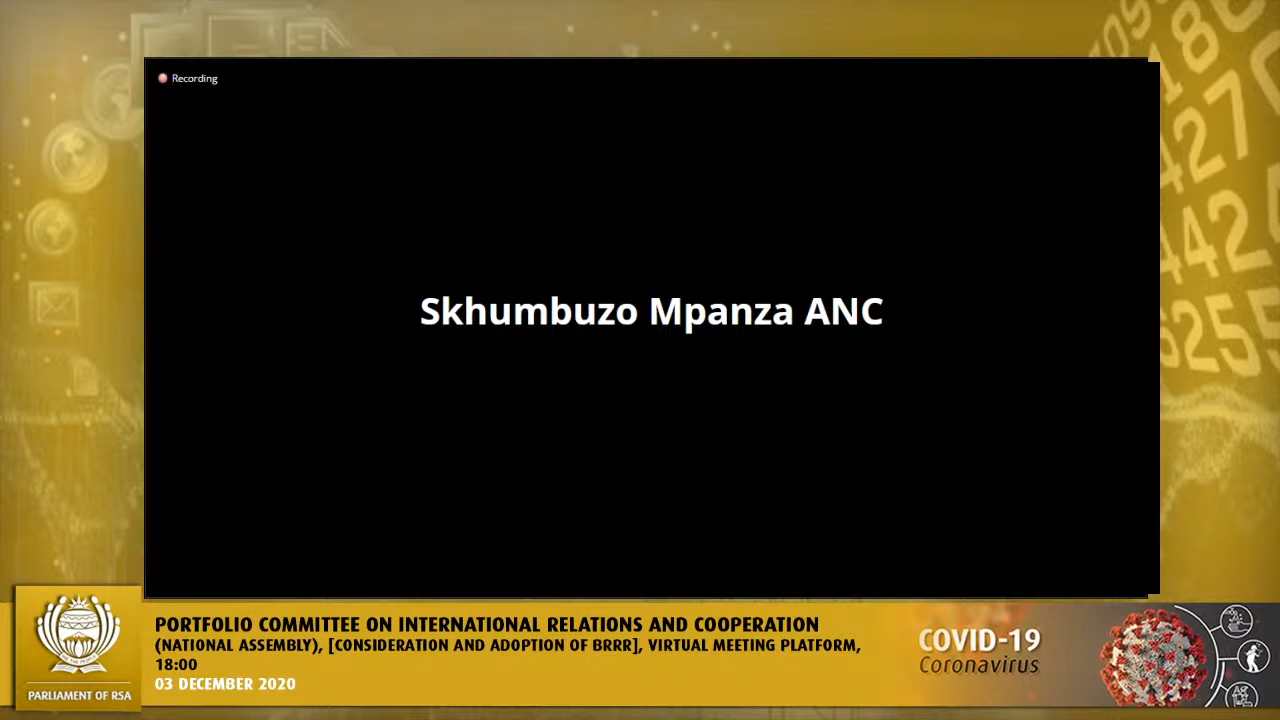 Recording
Skhumbuzo Mpanza ANC
PORTFOLIO COMMITTEE ON INTERNATIONAL RELATIONS AND COOPERATION
(NATIONAL ASSEMBLY), [CONSIDERATION AND ADOPTION OF BRRR], VIRTUAL MEETING PLATFORM,
18:00
03 DECEMBER 2020
PARLIAMENT OF RSA
COVID-19
Coronavirus